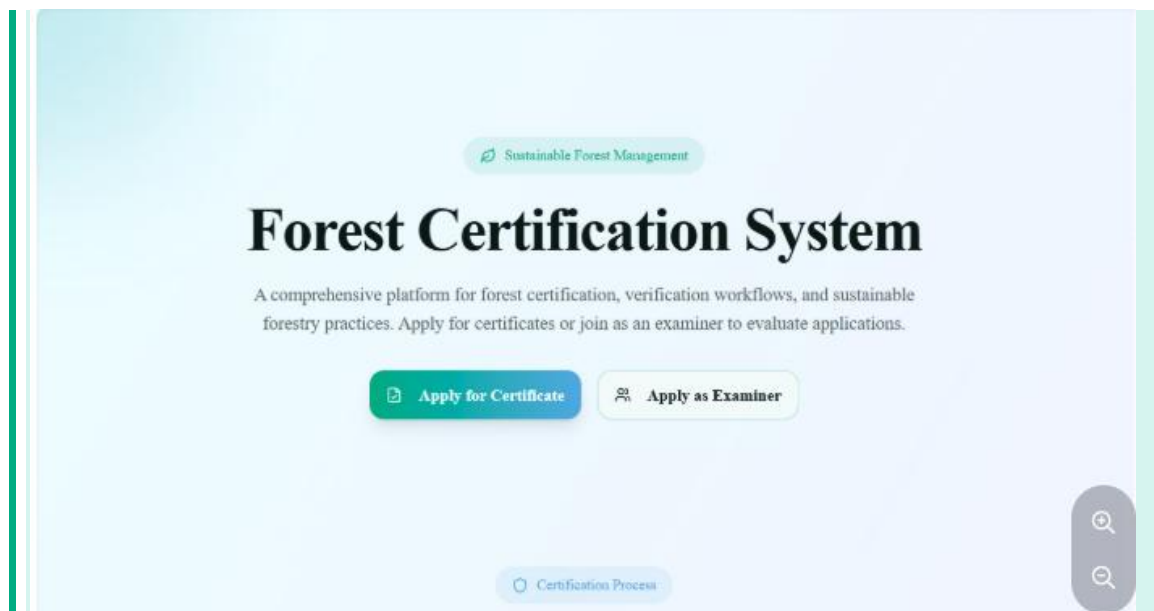 Sustainable Forest Management
Forest Certification System
A comprehensive platform for forest certification, verification workflows, and sustainable
forestry practices. Apply for certificates or join as an examiner to evaluate applications.
Apply for Certificate
Apply as Examiner
Certification Process